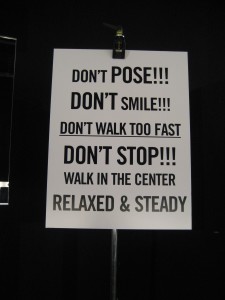 DON'T POSE!!!
DON'T SMILE!!!
DON'T WALK TOO FAST
DON'T STOP!!!
WALK IN THE CENTER
RELAXED & STEADY